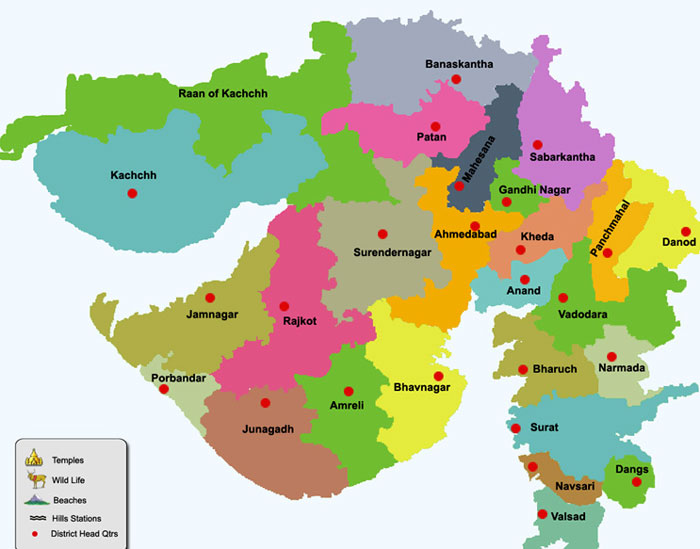 Banaskantha
Raan of Kachchh
Patan
Mahesana
Sabarkantha
Kachchh
Gandhi Nagar
Panchmahal
Ahmedabad
Kheda
Danod
Surendernagar
Anand
Jamnagar
Rajkot
Vadodara
Porbandar
Bhavnagar
Bharuch
Narmada
Amreli
Junagadh
Surat
Temples
Wild Life
Beaches
Hills Stations
District Head Qtrs
Dangs
Navsari
Valsad